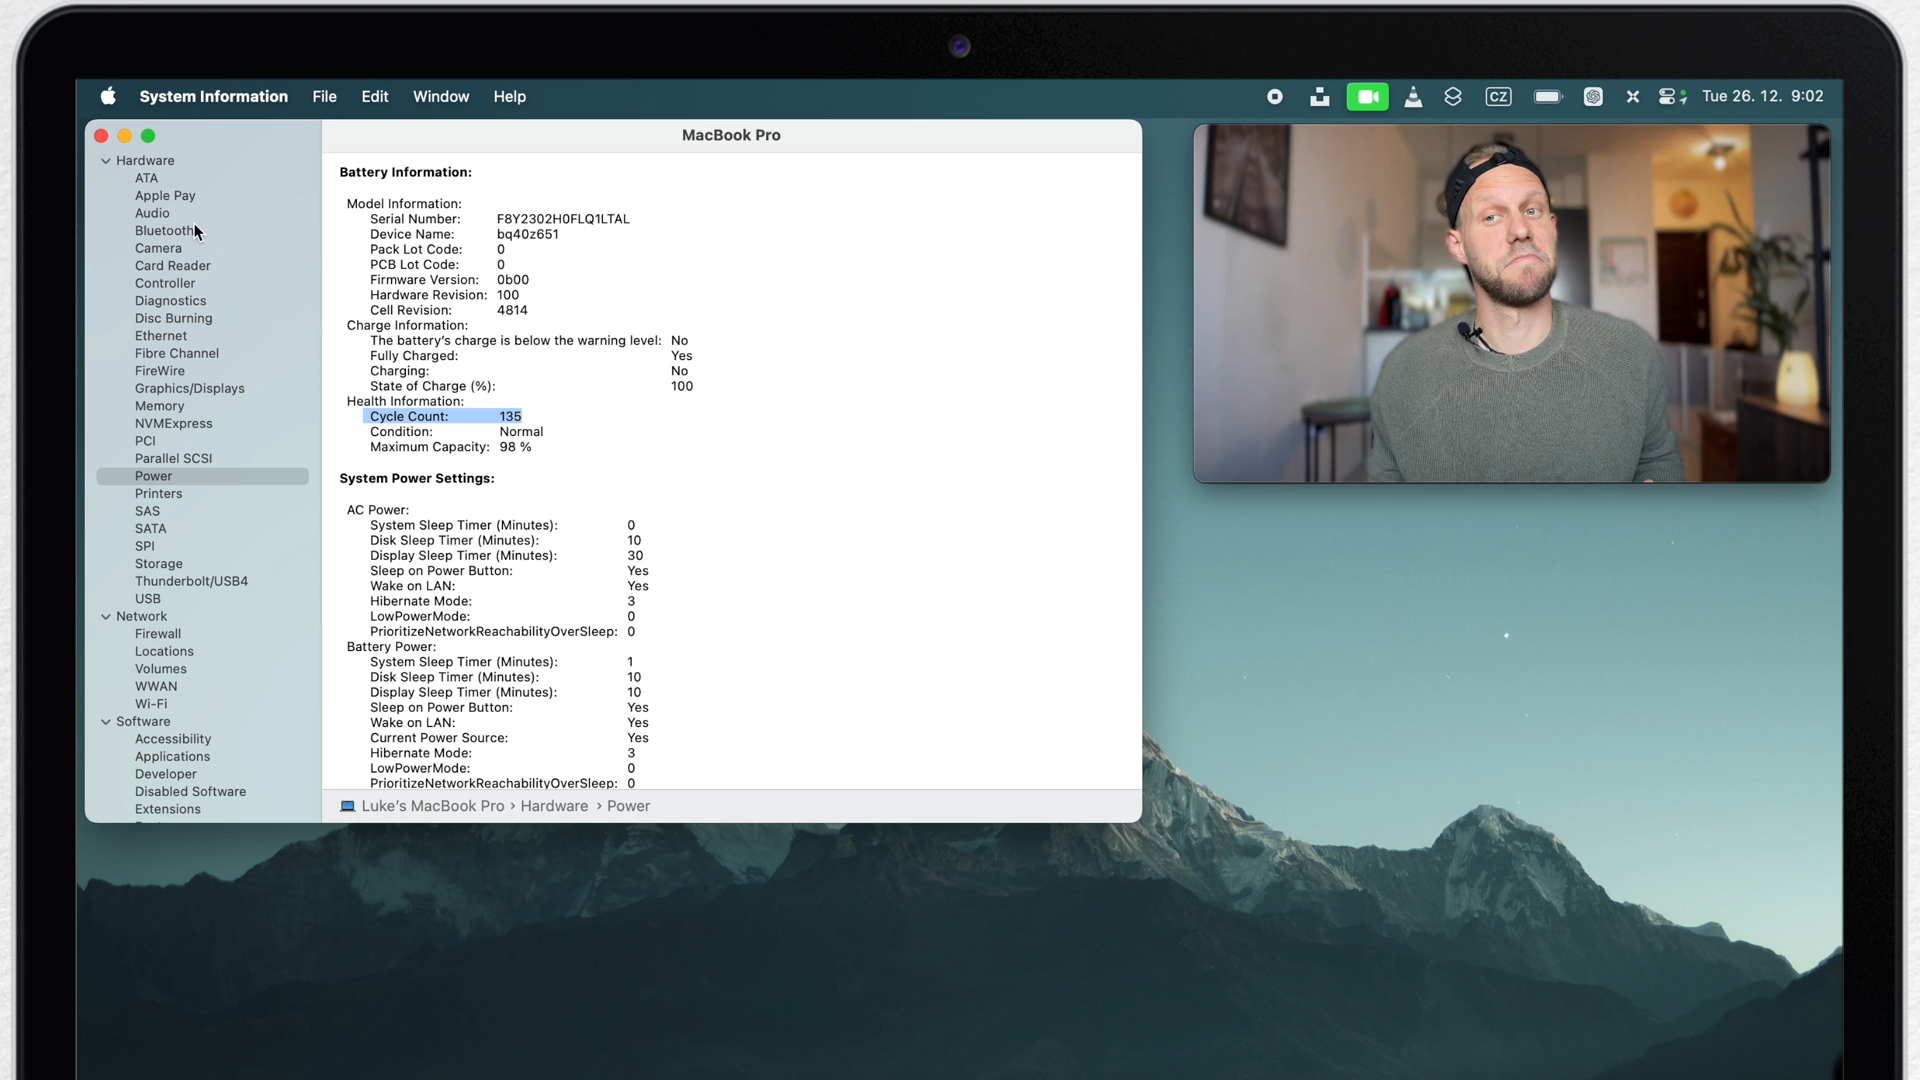 System Information File Edit Window Help
CZ
Tue 26. 12. 9:02
MacBook Pro
Hardware
ATA
Apple Pay
Audio
Bluetooth
Camera
Card Reader
Controller
Diagnostics
Disc Burning
Ethernet
Fibre Channel
FireWire
Graphics/Displays
Memory
NVMExpress
PCI
Parallel SCSI
Power
Printers
SAS
SATA
SPI
Storage
Thunderbolt/USB4
USB
Network
Firewall
Locations
Volumes
WWAN
Wi-Fi
Software
Accessibility
Applications
Developer
Disabled Software
Extensions
Battery Information:
Model Information:
Serial Number: F8Y2302H0FLQ1LTAL
Device Name: bq40z651
Pack Lot Code: 0
PCB Lot Code: 0
Firmware Version: 0b00
Hardware Revision: 100
Cell Revision: 4814
Charge Information:
The battery's charge is below the warning level: No
Fully Charged: Yes
Charging: No
State of Charge (%): 100
Health Information:
Cycle Count: 135
Condition: Normal
Maximum Capacity: 98 %
System Power Settings:
AC Power:
System Sleep Timer (Minutes): 0
Disk Sleep Timer (Minutes): 10
Display Sleep Timer (Minutes): 30
Sleep on Power Button: Yes
Wake on LAN: Yes
Hibernate Mode: 3
LowPowerMode: 0
PrioritizeNetworkReachabilityOverSleep: 0
Battery Power:
System Sleep Timer (Minutes): 1
Disk Sleep Timer (Minutes): 10
Display Sleep Timer (Minutes): 10
Sleep on Power Button: Yes
Wake on LAN: Yes
Current Power Source: Yes
Hibernate Mode: 3
LowPowerMode: 0
PrioritizeNetworkReachabilityOverSleep: 0
Luke's MacBook Pro › Hardware › Power